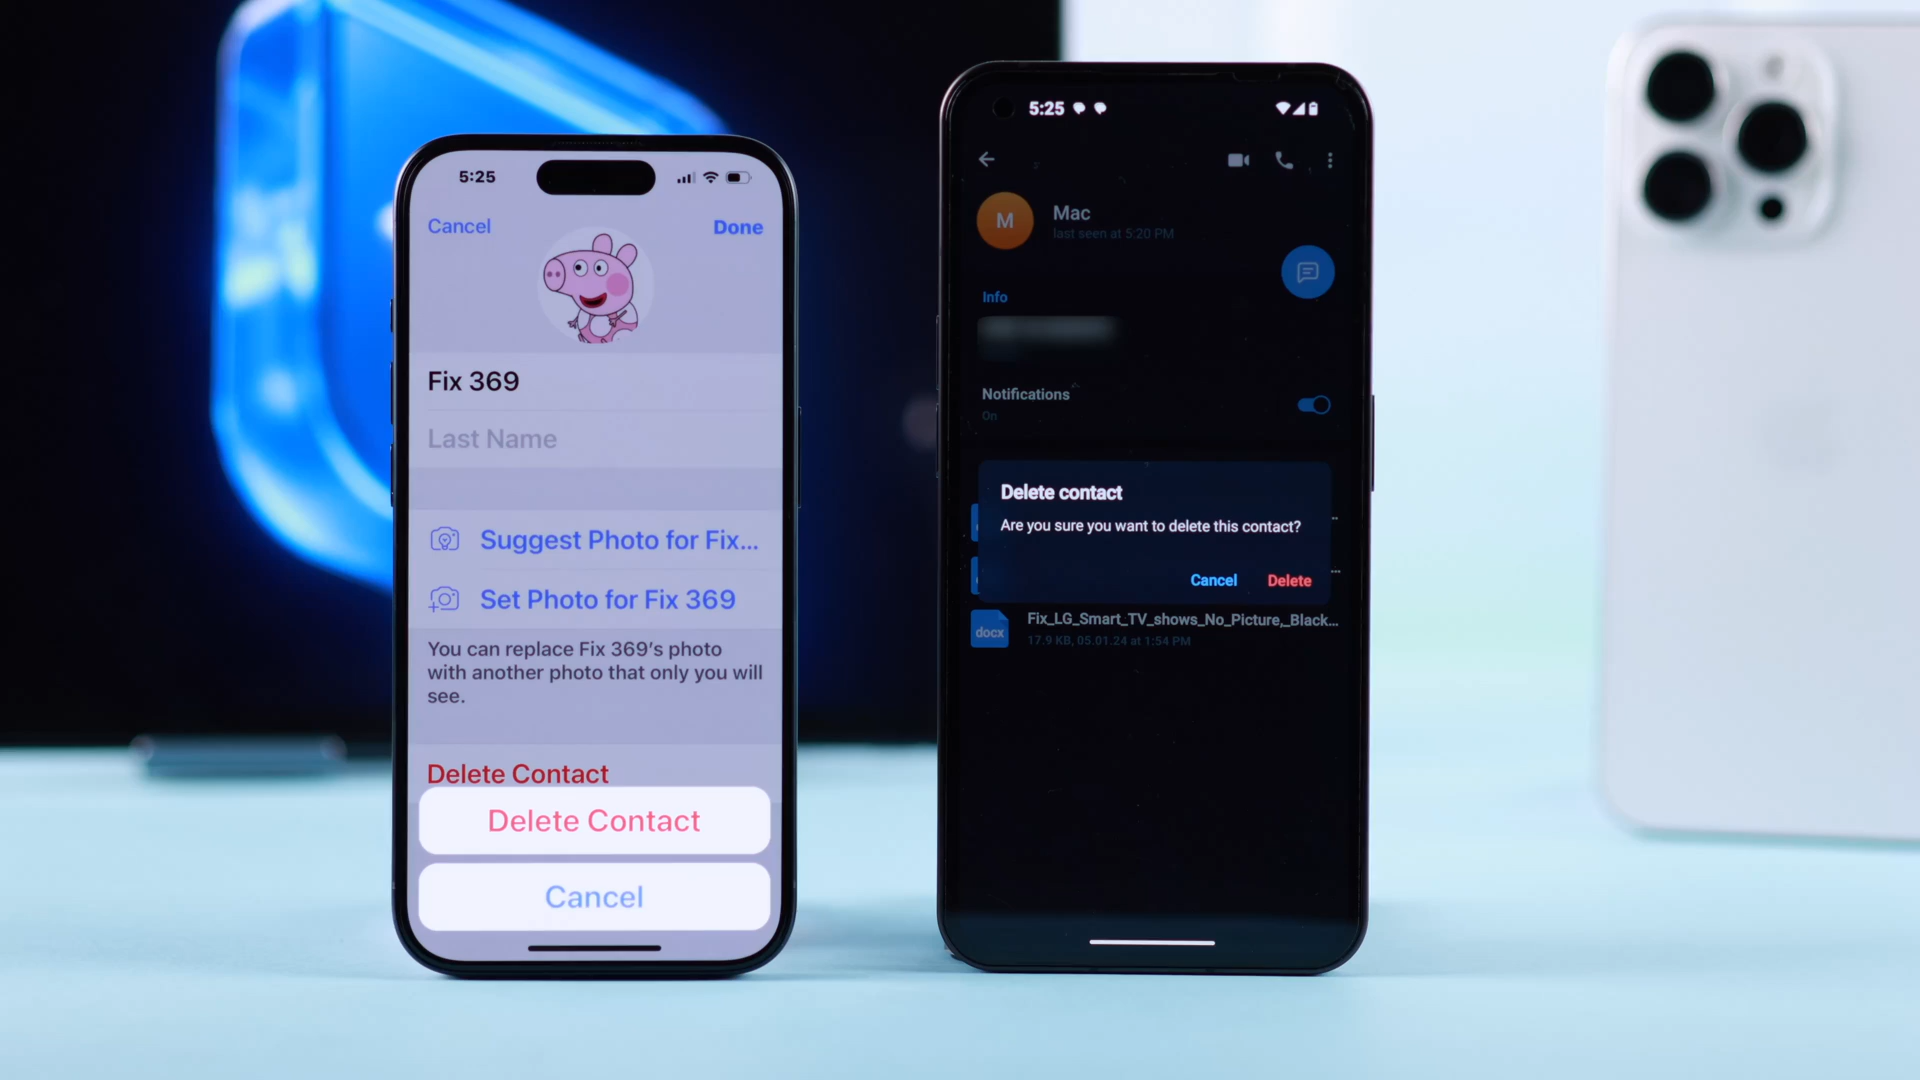 5:25
Cancel
Done
Fix 369
Last Name
Suggest Photo for Fix...
Set Photo for Fix 369
You can replace Fix 369's photo
with another photo that only you will
see.
Delete Contact
Delete Contact
Cancel
5:25
M
Mac
last seen at 5:20 PM
Info
Notifications
On
Delete contact
Are you sure you want to delete this contact?
Cancel
Delete
docx
Fix_LG_Smart_TV_shows_No_Picture,_Black...
17.9 KB, 05.01.24 at 1:54 PM